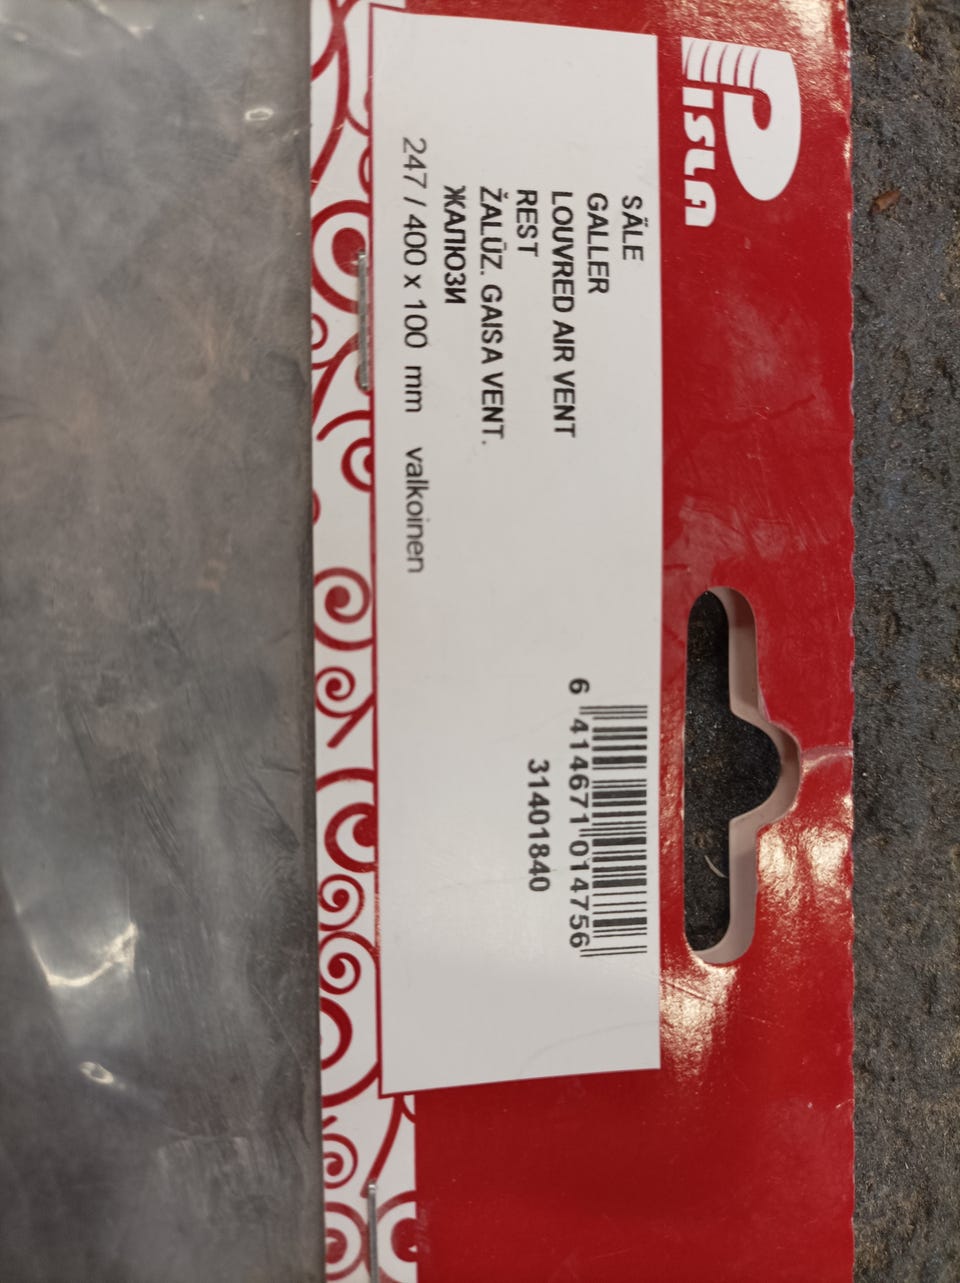 PISLA
SÄLE
GALLER
LOUVRED AIR VENT
REST
ŽALŪZ. GAISA VENT.
ЖАЛЮЗИ
247 / 400 x 100 mm valkoinen
6 414671 014756
31401840